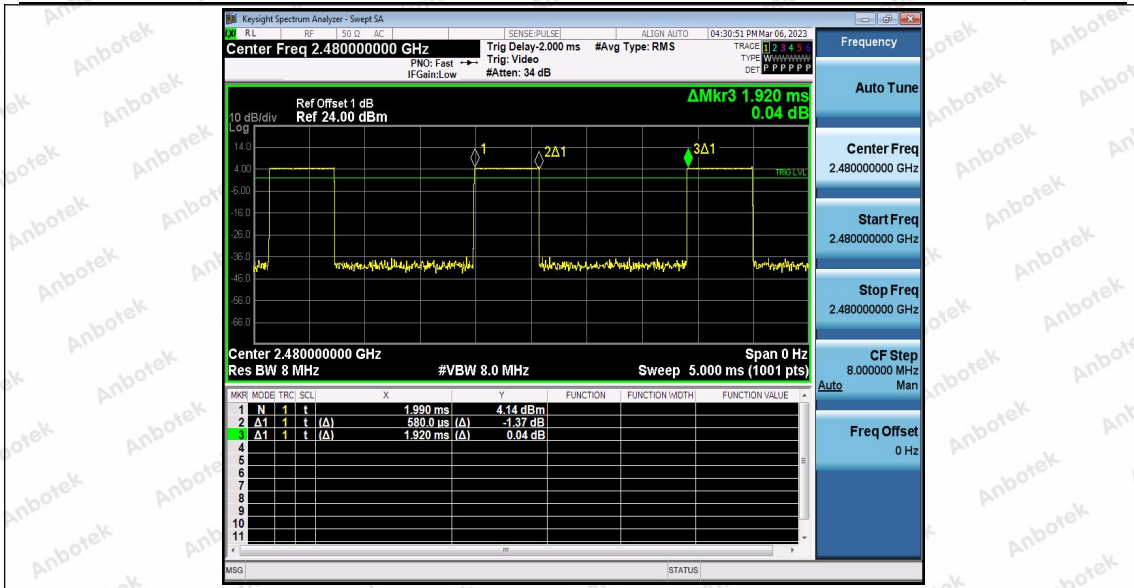 Keysight Spectrum Analyzer - Swept SA
LXI RL RF 50 Ω AC SENSE:PULSE ALIGN AUTO 04:30:51 PM Mar 06, 2023
Center Freq 2.480000000 GHz
PNO: Fast
IFGain:Low
Trig Delay-2.000 ms
Trig: Video
#Atten: 34 dB
#Avg Type: RMS
TRACE 1 2 3 4 5 6
TYPE WWWWWW
DET P P P P P P
Ref Offset 1 dB
10 dB/div Ref 24.00 dBm
Log
ΔMkr3 1.920 ms
0.04 dB
14.0
4.00
-6.00
-16.0
-26.0
-36.0
-46.0
-56.0
-66.0
1
2Δ1
3Δ1
TRIG LVL
Center 2.480000000 GHz Span 0 Hz
Res BW 8 MHz #VBW 8.0 MHz Sweep 5.000 ms (1001 pts)
MKR MODE TRC SCL X Y FUNCTION FUNCTION WIDTH FUNCTION VALUE
1 N 1 t 1.990 ms 4.14 dBm
2 Δ1 1 t (Δ) 580.0 µs (Δ) -1.37 dB
3 Δ1 1 t (Δ) 1.920 ms (Δ) 0.04 dB
4
5
6
7
8
9
10
11
MSG STATUS
Frequency
Auto Tune
Center Freq
2.480000000 GHz
Start Freq
2.480000000 GHz
Stop Freq
2.480000000 GHz
CF Step
8.000000 MHz
Auto Man
Freq Offset
0 Hz
Anbotek